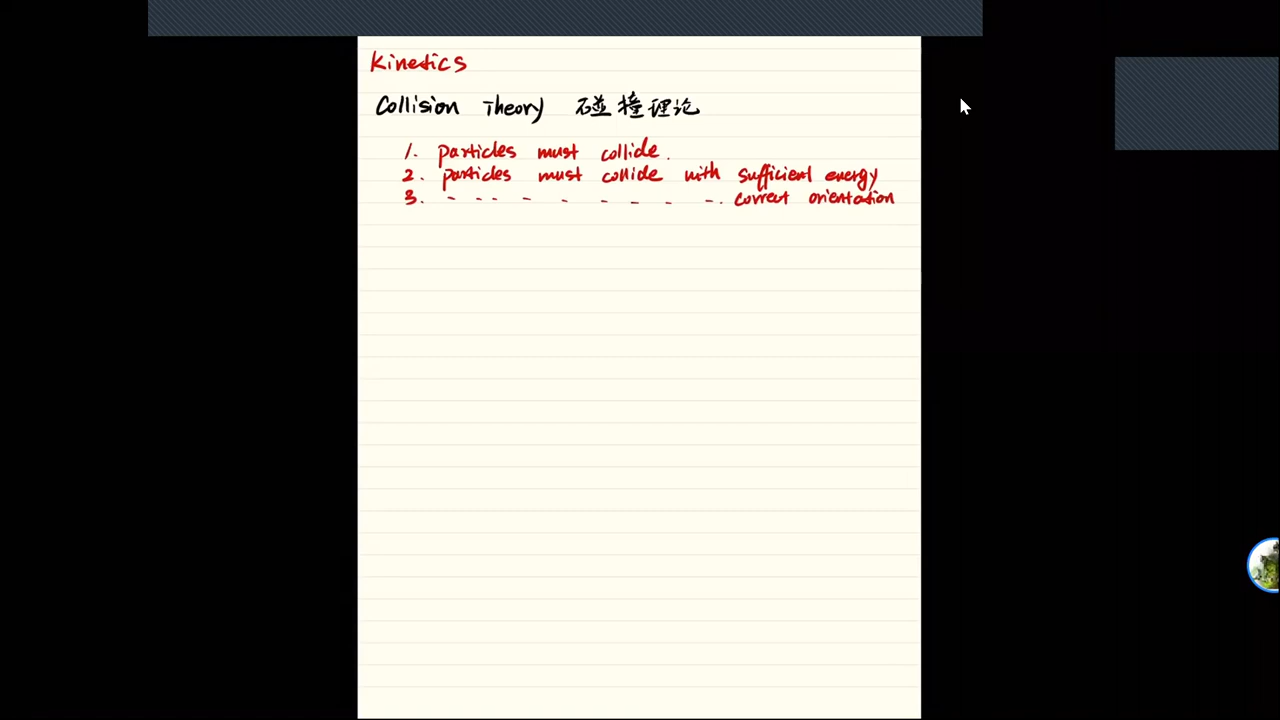 Kinetics
Collision Theory 碰撞理论
1. particles must collide.
2. particles must collide with sufficient energy
3. - - - - - - - - -. correct orientation